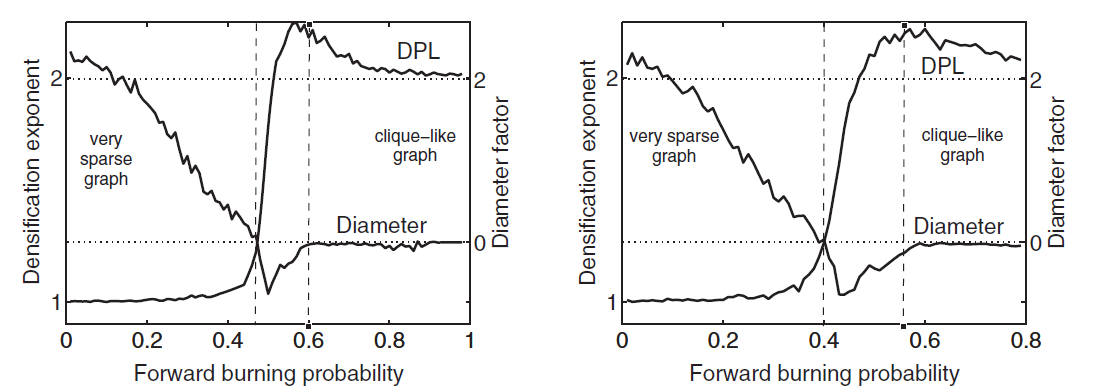 Densification exponent
2
1
DPL
very
sparse
graph
clique–like
graph
Diameter
2
0
Diameter factor
0
0.2
0.4
0.6
0.8
1
Forward burning probability
Densification exponent
2
1
DPL
very sparse
graph
clique–like
graph
Diameter
2
0
Diameter factor
0
0.2
0.4
0.6
0.8
Forward burning probability